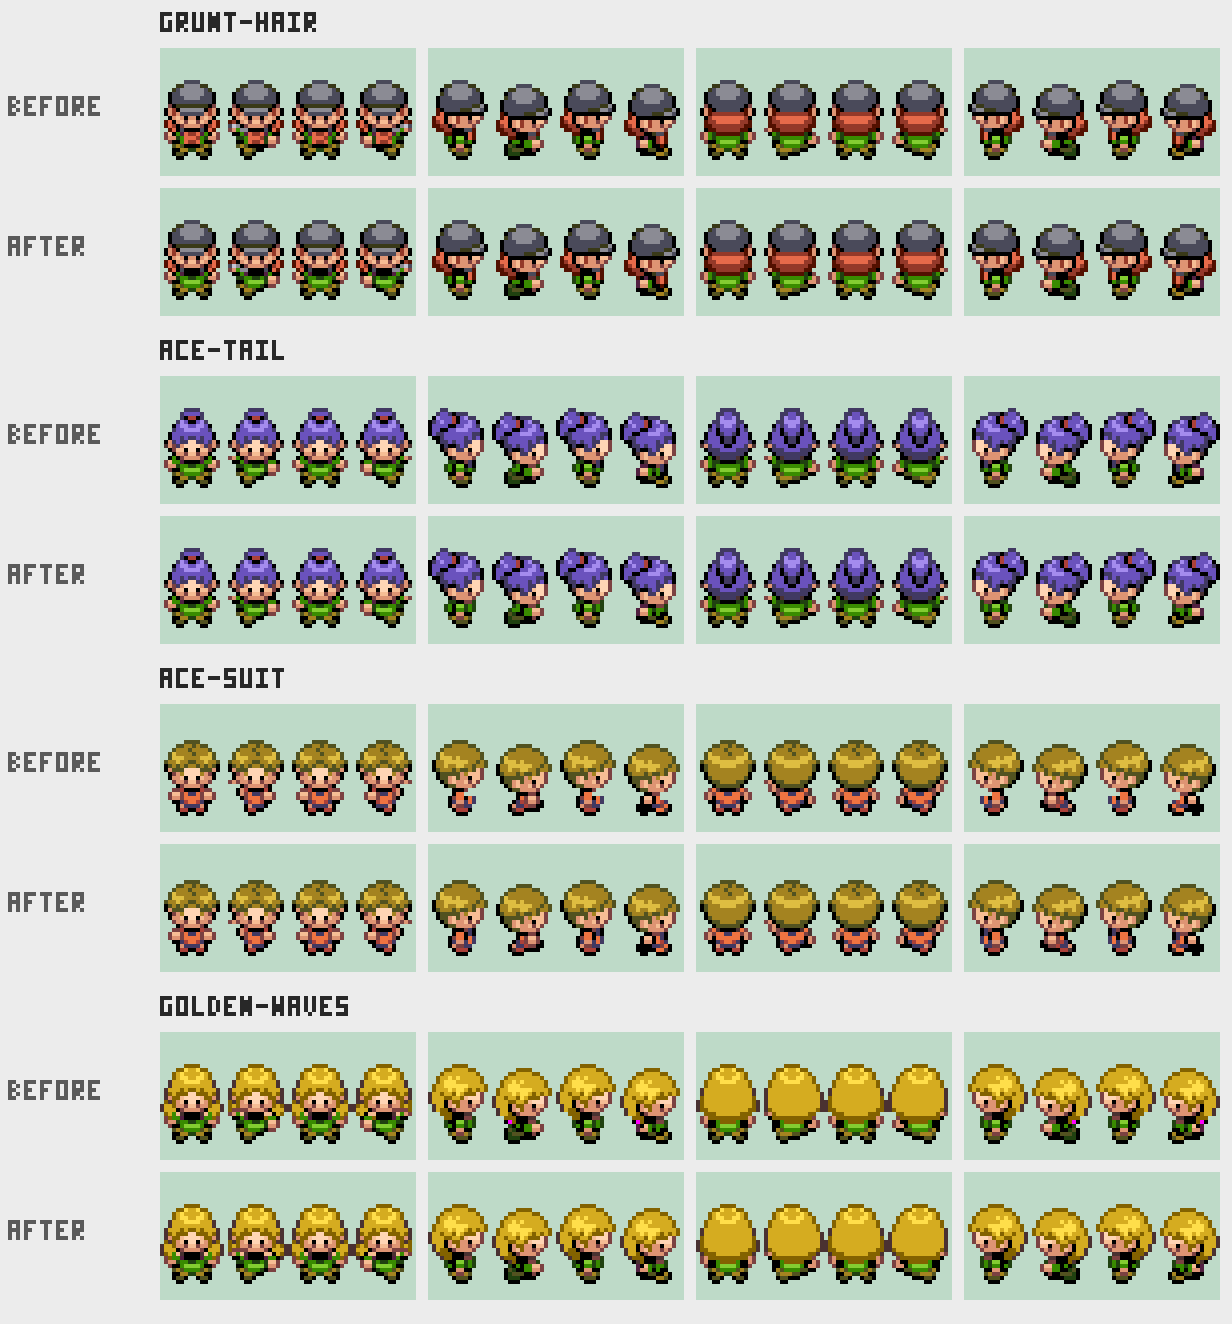 GRUNT-HAIR
BEFORE
AFTER
ACE-TAIL
BEFORE
AFTER
ACE-SUIT
BEFORE
AFTER
GOLDEN-WAVES
BEFORE
AFTER